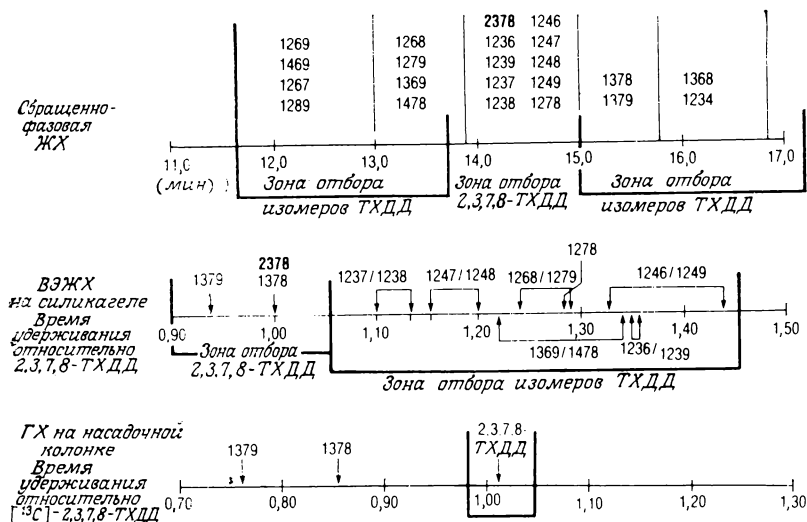 2378 1246
1269 1268 1236 1247
1469 1279 1239 1248
1267 1369 1237 1249 1378 1368
1289 1478 1238 1278 1379 1234
Обращенно-
фазовая
ЖХ
11,0 12,0 13,0 14,0 15,0 16,0 17,0
(мин) Зона отбора Зона отбора Зона отбора
изомеров ТХДД 2,3,7,8-ТХДД изомеров ТХДД
1278
2378
ВЭЖХ 1379 1378 1237/1238 1247/1248 1268/1279 1246/1249
на силикагеле
Время
0,90 1,00 1,10 1,20 1,30 1,40 1,50
удерживания
относительно
2,3,7,8-ТХДД
Зона отбора
2,3,7,8-ТХДД
1369/1478 1236/
1239
Зона отбора изомеров ТХДД
ГХ на насадочной
колонке
1379 1378 2,3,7,8-
ТХДД
Время
удерживания
относительно
[¹³C]-2,3,7,8-ТХДД
0,70 0,80 0,90 1,00 1,10 1,20 1,30